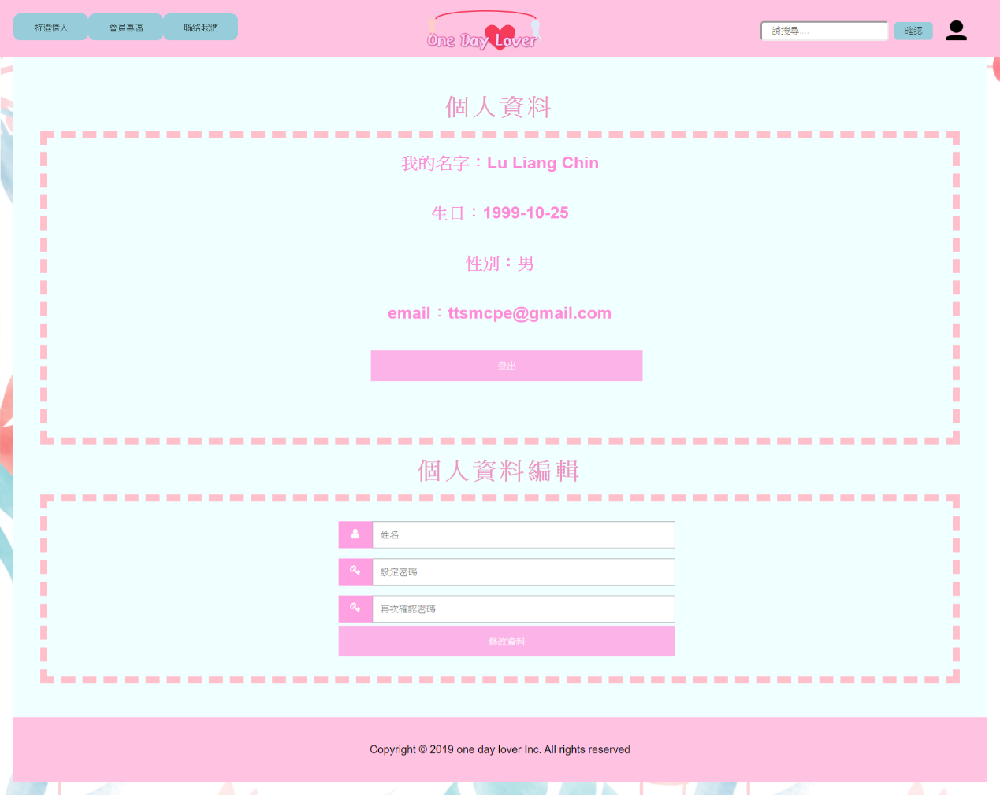 特選情人
會員專區
聯絡我們
One Day Lover
請搜尋....
確認
個人資料
我的名字：Lu Liang Chin
生日：1999-10-25
性別：男
email：ttsmcpe@gmail.com
登出
個人資料編輯
姓名
設定密碼
再次確認密碼
修改資料
Copyright © 2019 one day lover Inc. All rights reserved